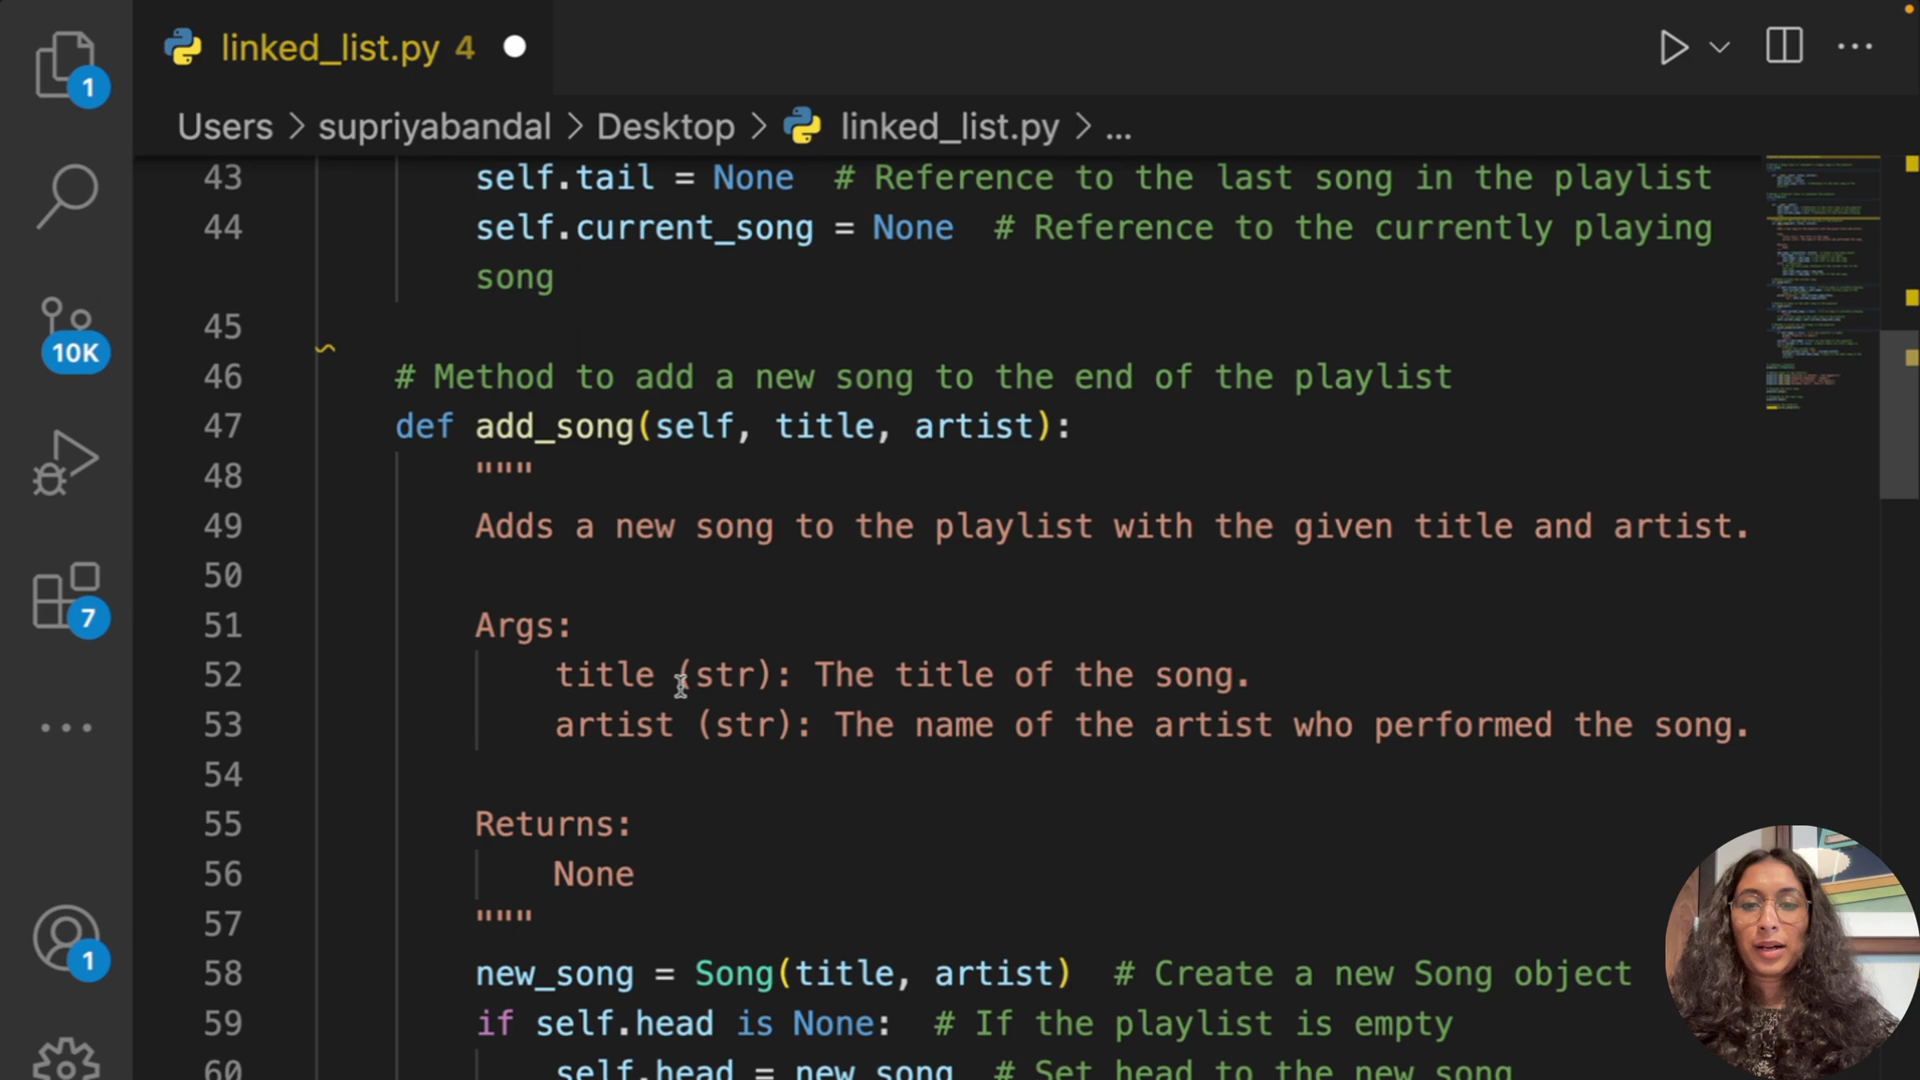 linked_list.py 4
1
Users > supriyabandal > Desktop > linked_list.py > ...
43 self.tail = None # Reference to the last song in the playlist
44 self.current_song = None # Reference to the currently playing
song
45
10K
46 # Method to add a new song to the end of the playlist
47 def add_song(self, title, artist):
48 """
49 Adds a new song to the playlist with the given title and artist.
50
51 Args:
7
52 title (str): The title of the song.
53 artist (str): The name of the artist who performed the song.
54
55 Returns:
56 None
57 """
1
58 new_song = Song(title, artist) # Create a new Song object
59 if self.head is None: # If the playlist is empty
60 self.head = new_song # Set head to the new song